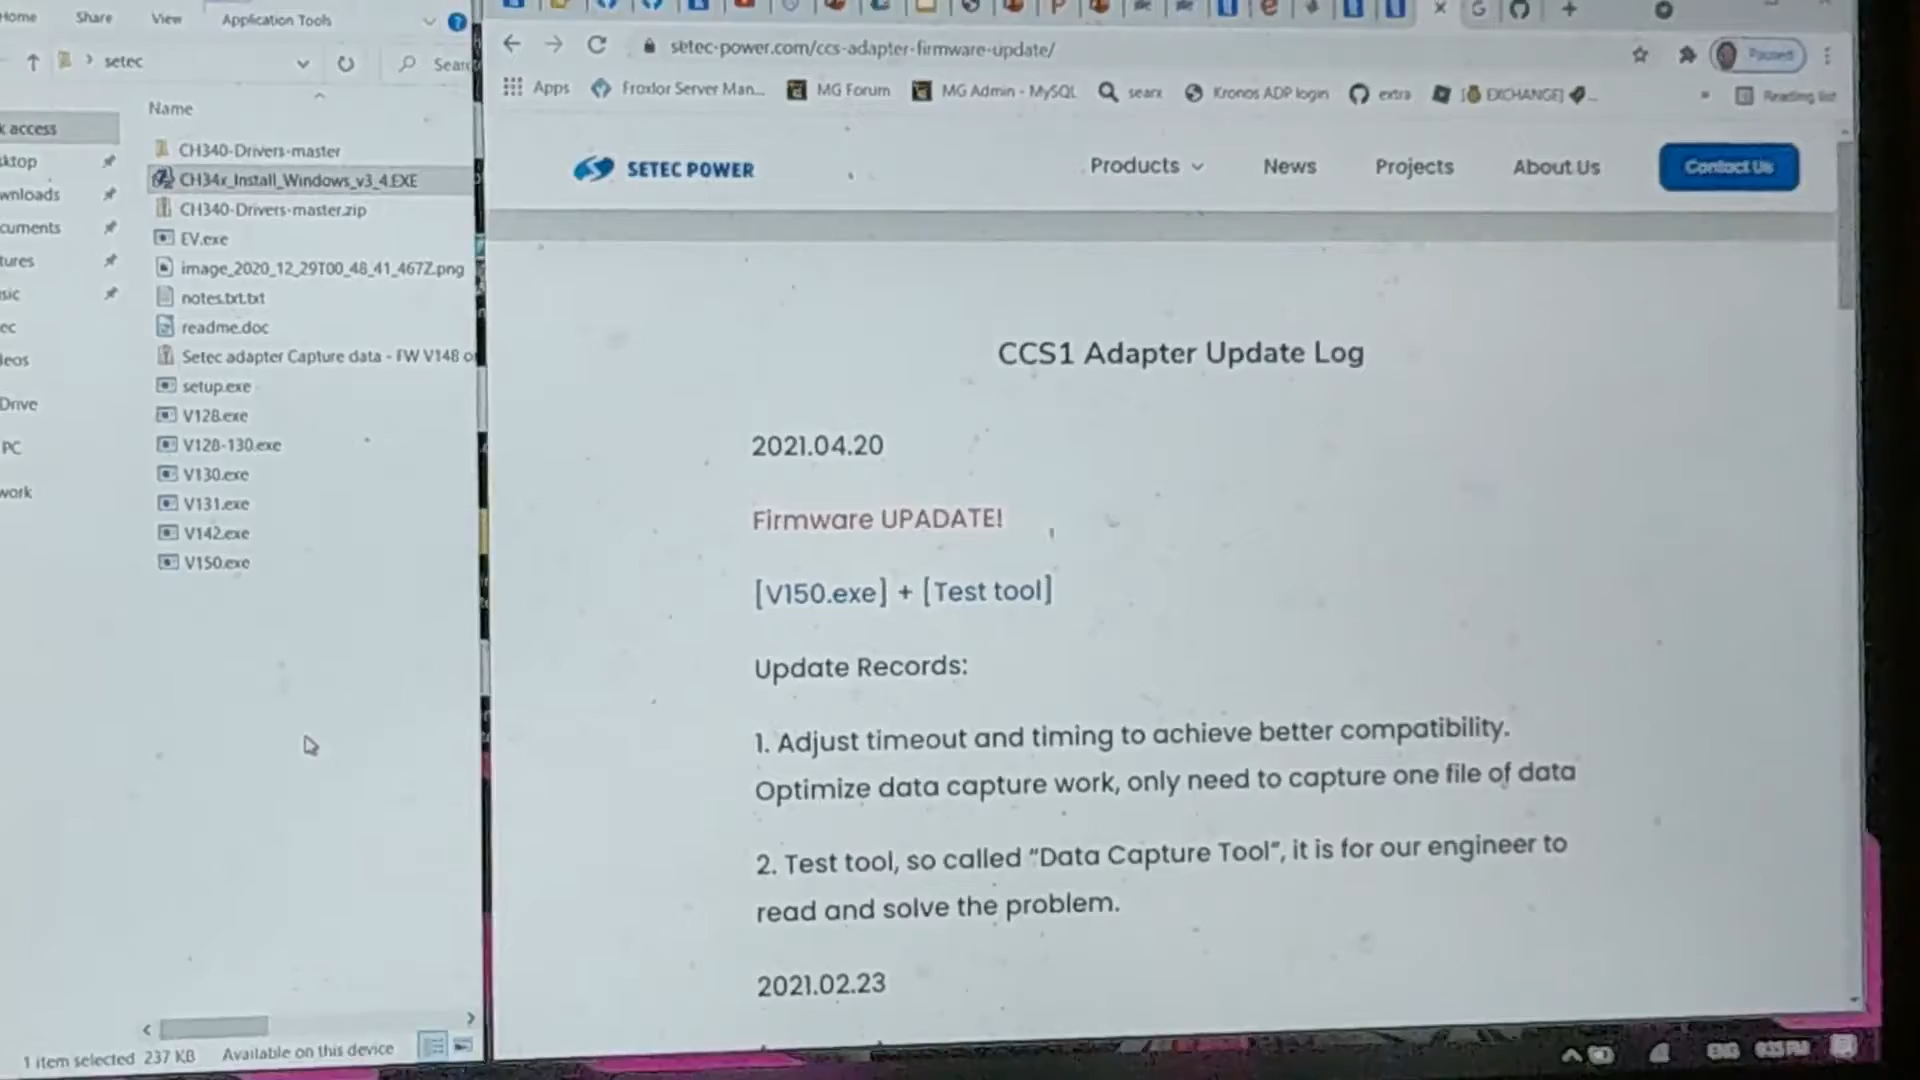 Home Share View Application Tools
setec
Name
k access
CH340-Drivers-master
CH34x_Install_Windows_v3_4.EXE
CH340-Drivers-master.zip
EV.exe
image_2020_12_29T00_48_41_467Z.png
notes.txt.txt
readme.doc
Setec adapter Capture data - FW V148 o
setup.exe
V128.exe
V128-130.exe
V130.exe
V131.exe
V142.exe
V150.exe
sktop
wnloads
cuments
tures
sic
ec
deos
Drive
PC
work
1 item selected 237 KB Available on this device
setec-power.com/ccs-adapter-firmware-update/
Paused
Apps Froxlor Server Man... MG Forum MG Admin - MySQL searx Kronos ADP login extra EXCHANGE] ... » Reading list
SETEC POWER Products News Projects About Us Contact Us
CCS1 Adapter Update Log
2021.04.20
Firmware UPADATE!
[V150.exe] + [Test tool]
Update Records:
1. Adjust timeout and timing to achieve better compatibility.
Optimize data capture work, only need to capture one file of data
2. Test tool, so called “Data Capture Tool”, it is for our engineer to
read and solve the problem.
2021.02.23
ENG